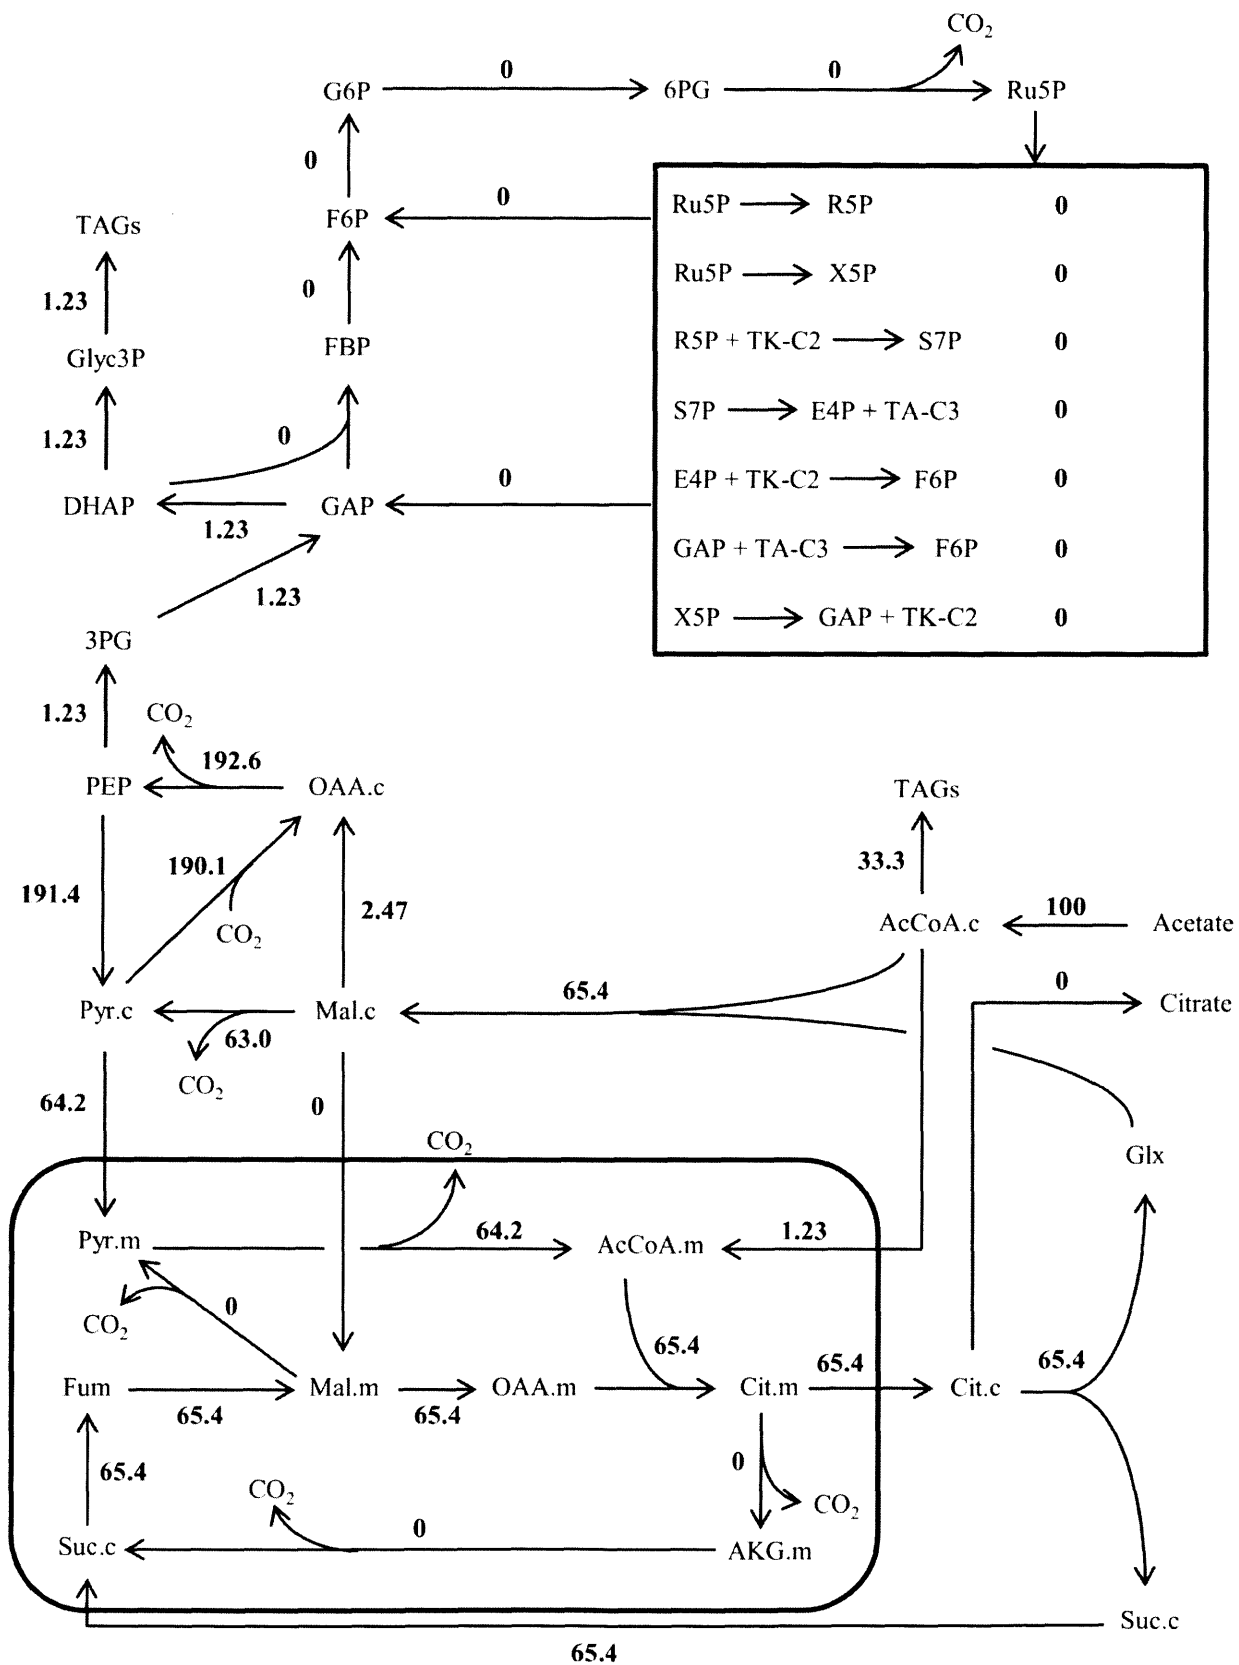 CO2
0
0
G6P
6PG
Ru5P
0
0
Ru5P → R5P 0
TAGs
F6P
Ru5P → X5P 0
1.23
0
R5P + TK-C2 → S7P 0
Glyc3P
FBP
S7P → E4P + TA-C3 0
1.23
0
E4P + TK-C2 → F6P 0
0
DHAP
GAP
1.23
GAP + TA-C3 → F6P 0
1.23
X5P → GAP + TK-C2 0
3PG
1.23
CO2
192.6
PEP
OAA.c
TAGs
190.1
33.3
191.4
2.47
100
CO2
AcCoA.c
Acetate
65.4
0
Pyr.c
Mal.c
Citrate
63.0
CO2
64.2
0
CO2
Glx
Pyr.m
64.2
AcCoA.m
1.23
CO2
0
65.4
65.4
65.4
Fum
Mal.m
OAA.m
Cit.m
Cit.c
65.4
65.4
65.4
CO2
0
CO2
0
Suc.c
AKG.m
Suc.c
65.4